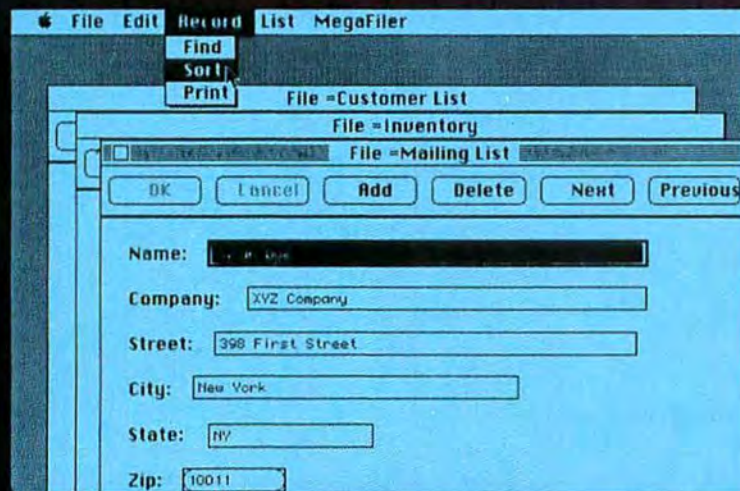 File Edit Record List MegaFiler
Find
Sort
Print
File =Customer List
File =Inventory
File =Mailing List
OK Cancel Add Delete Next Previous
Name:
Company: XYZ Company
Street: 398 First Street
City: New York
State: NY
Zip: 10011